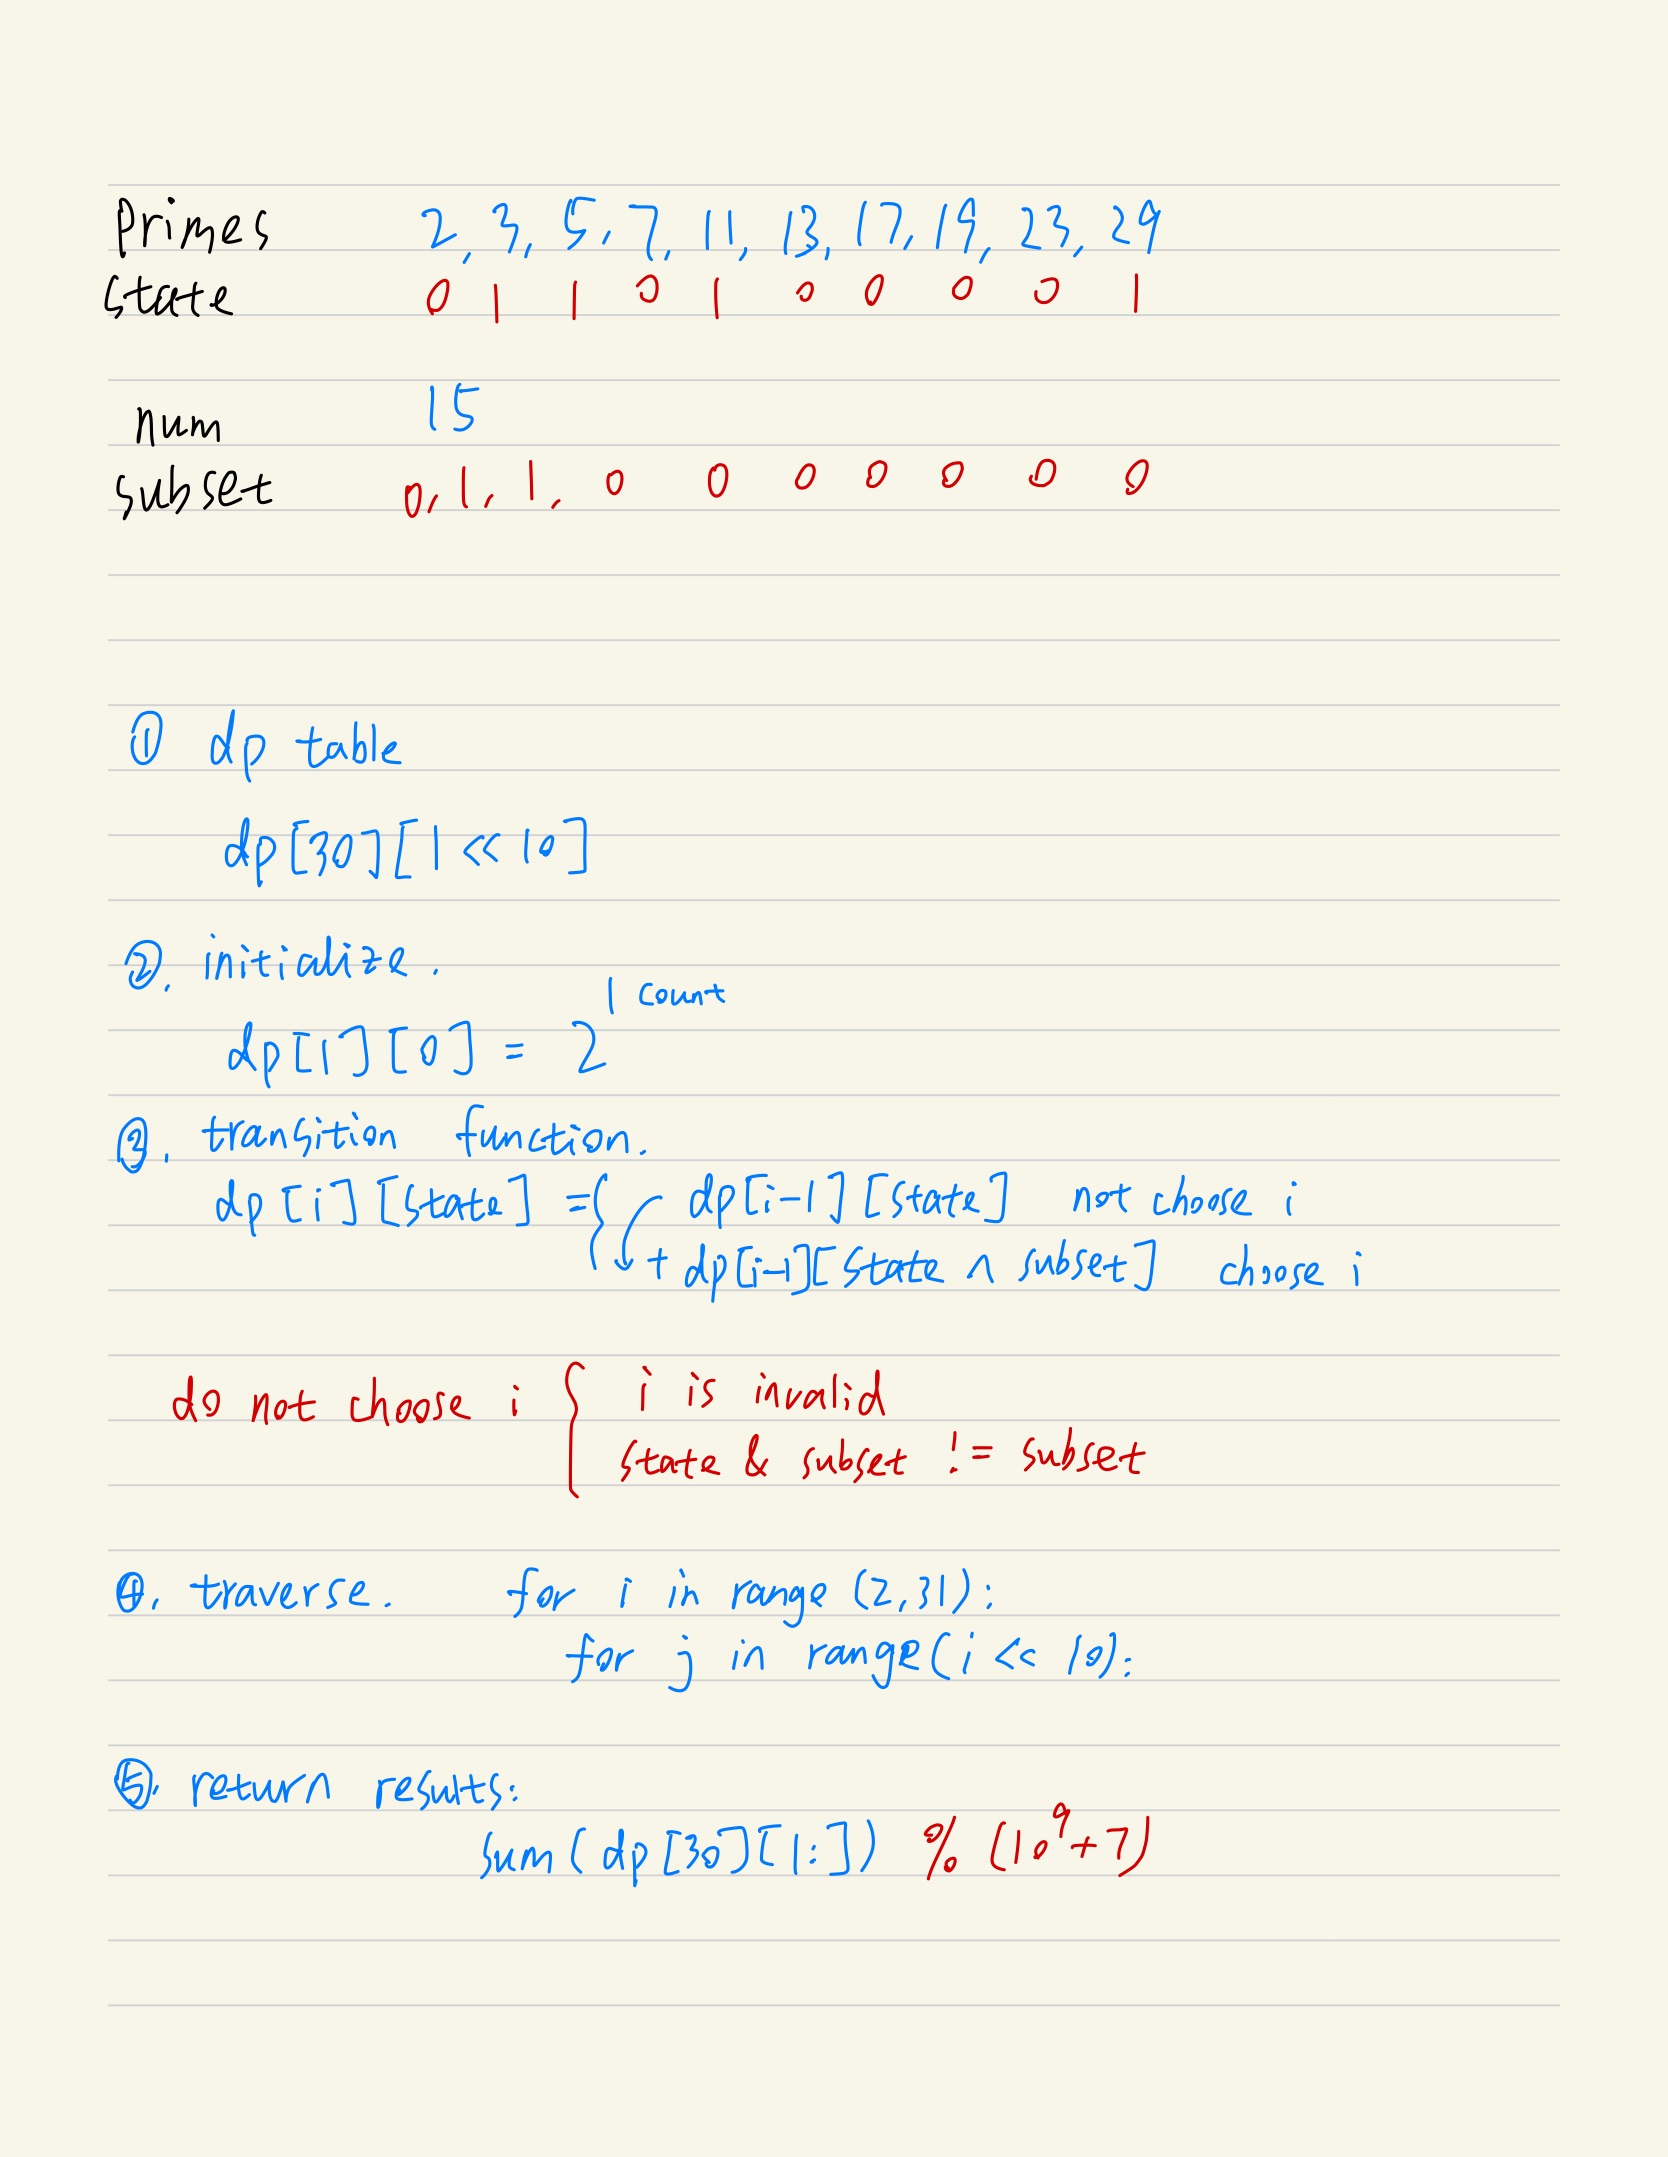 Primes 2, 3, 5, 7, 11, 13, 17, 19, 23, 29
state 0 1 1 0 1 0 0 0 0 1
num 15
subset 0, 1, 1, 0 0 0 0 0 0 0
① dp table
dp[30][1<<10]
②. initialize.
dp[1][0] = 2^1 count
③. transition function.
dp[i][state] = { dp[i-1][state] not choose i
+ dp[i-1][state ∧ subset] choose i
do not choose i { i is invalid
state & subset != subset
④. traverse. for i in range (2,31):
for j in range(i << 10):
⑤. return results:
sum(dp[30][1:]) % (10^9+7)